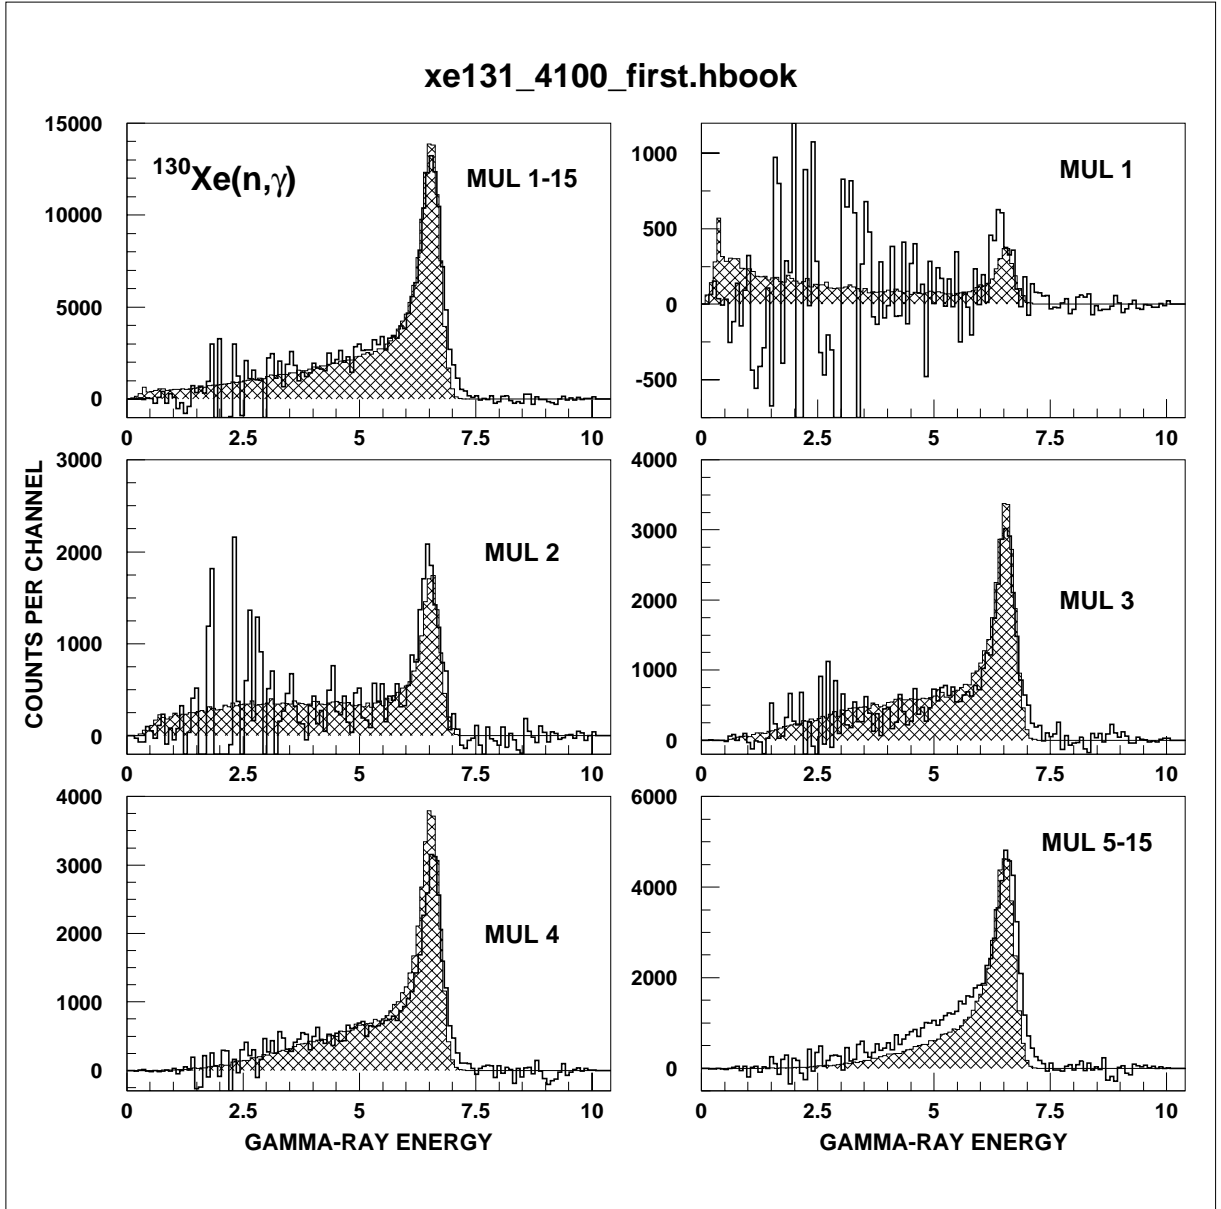 xe131_4100_first.hbook
15000
10000
5000
0
¹³⁰Xe(n,γ)
MUL 1-15
0 2.5 5 7.5 10
1000
500
0
-500
MUL 1
0 2.5 5 7.5 10
COUNTS PER CHANNEL
3000
2000
1000
0
MUL 2
0 2.5 5 7.5 10
4000
3000
2000
1000
0
MUL 3
0 2.5 5 7.5 10
4000
3000
2000
1000
0
MUL 4
0 2.5 5 7.5 10
GAMMA-RAY ENERGY
6000
4000
2000
0
MUL 5-15
0 2.5 5 7.5 10
GAMMA-RAY ENERGY